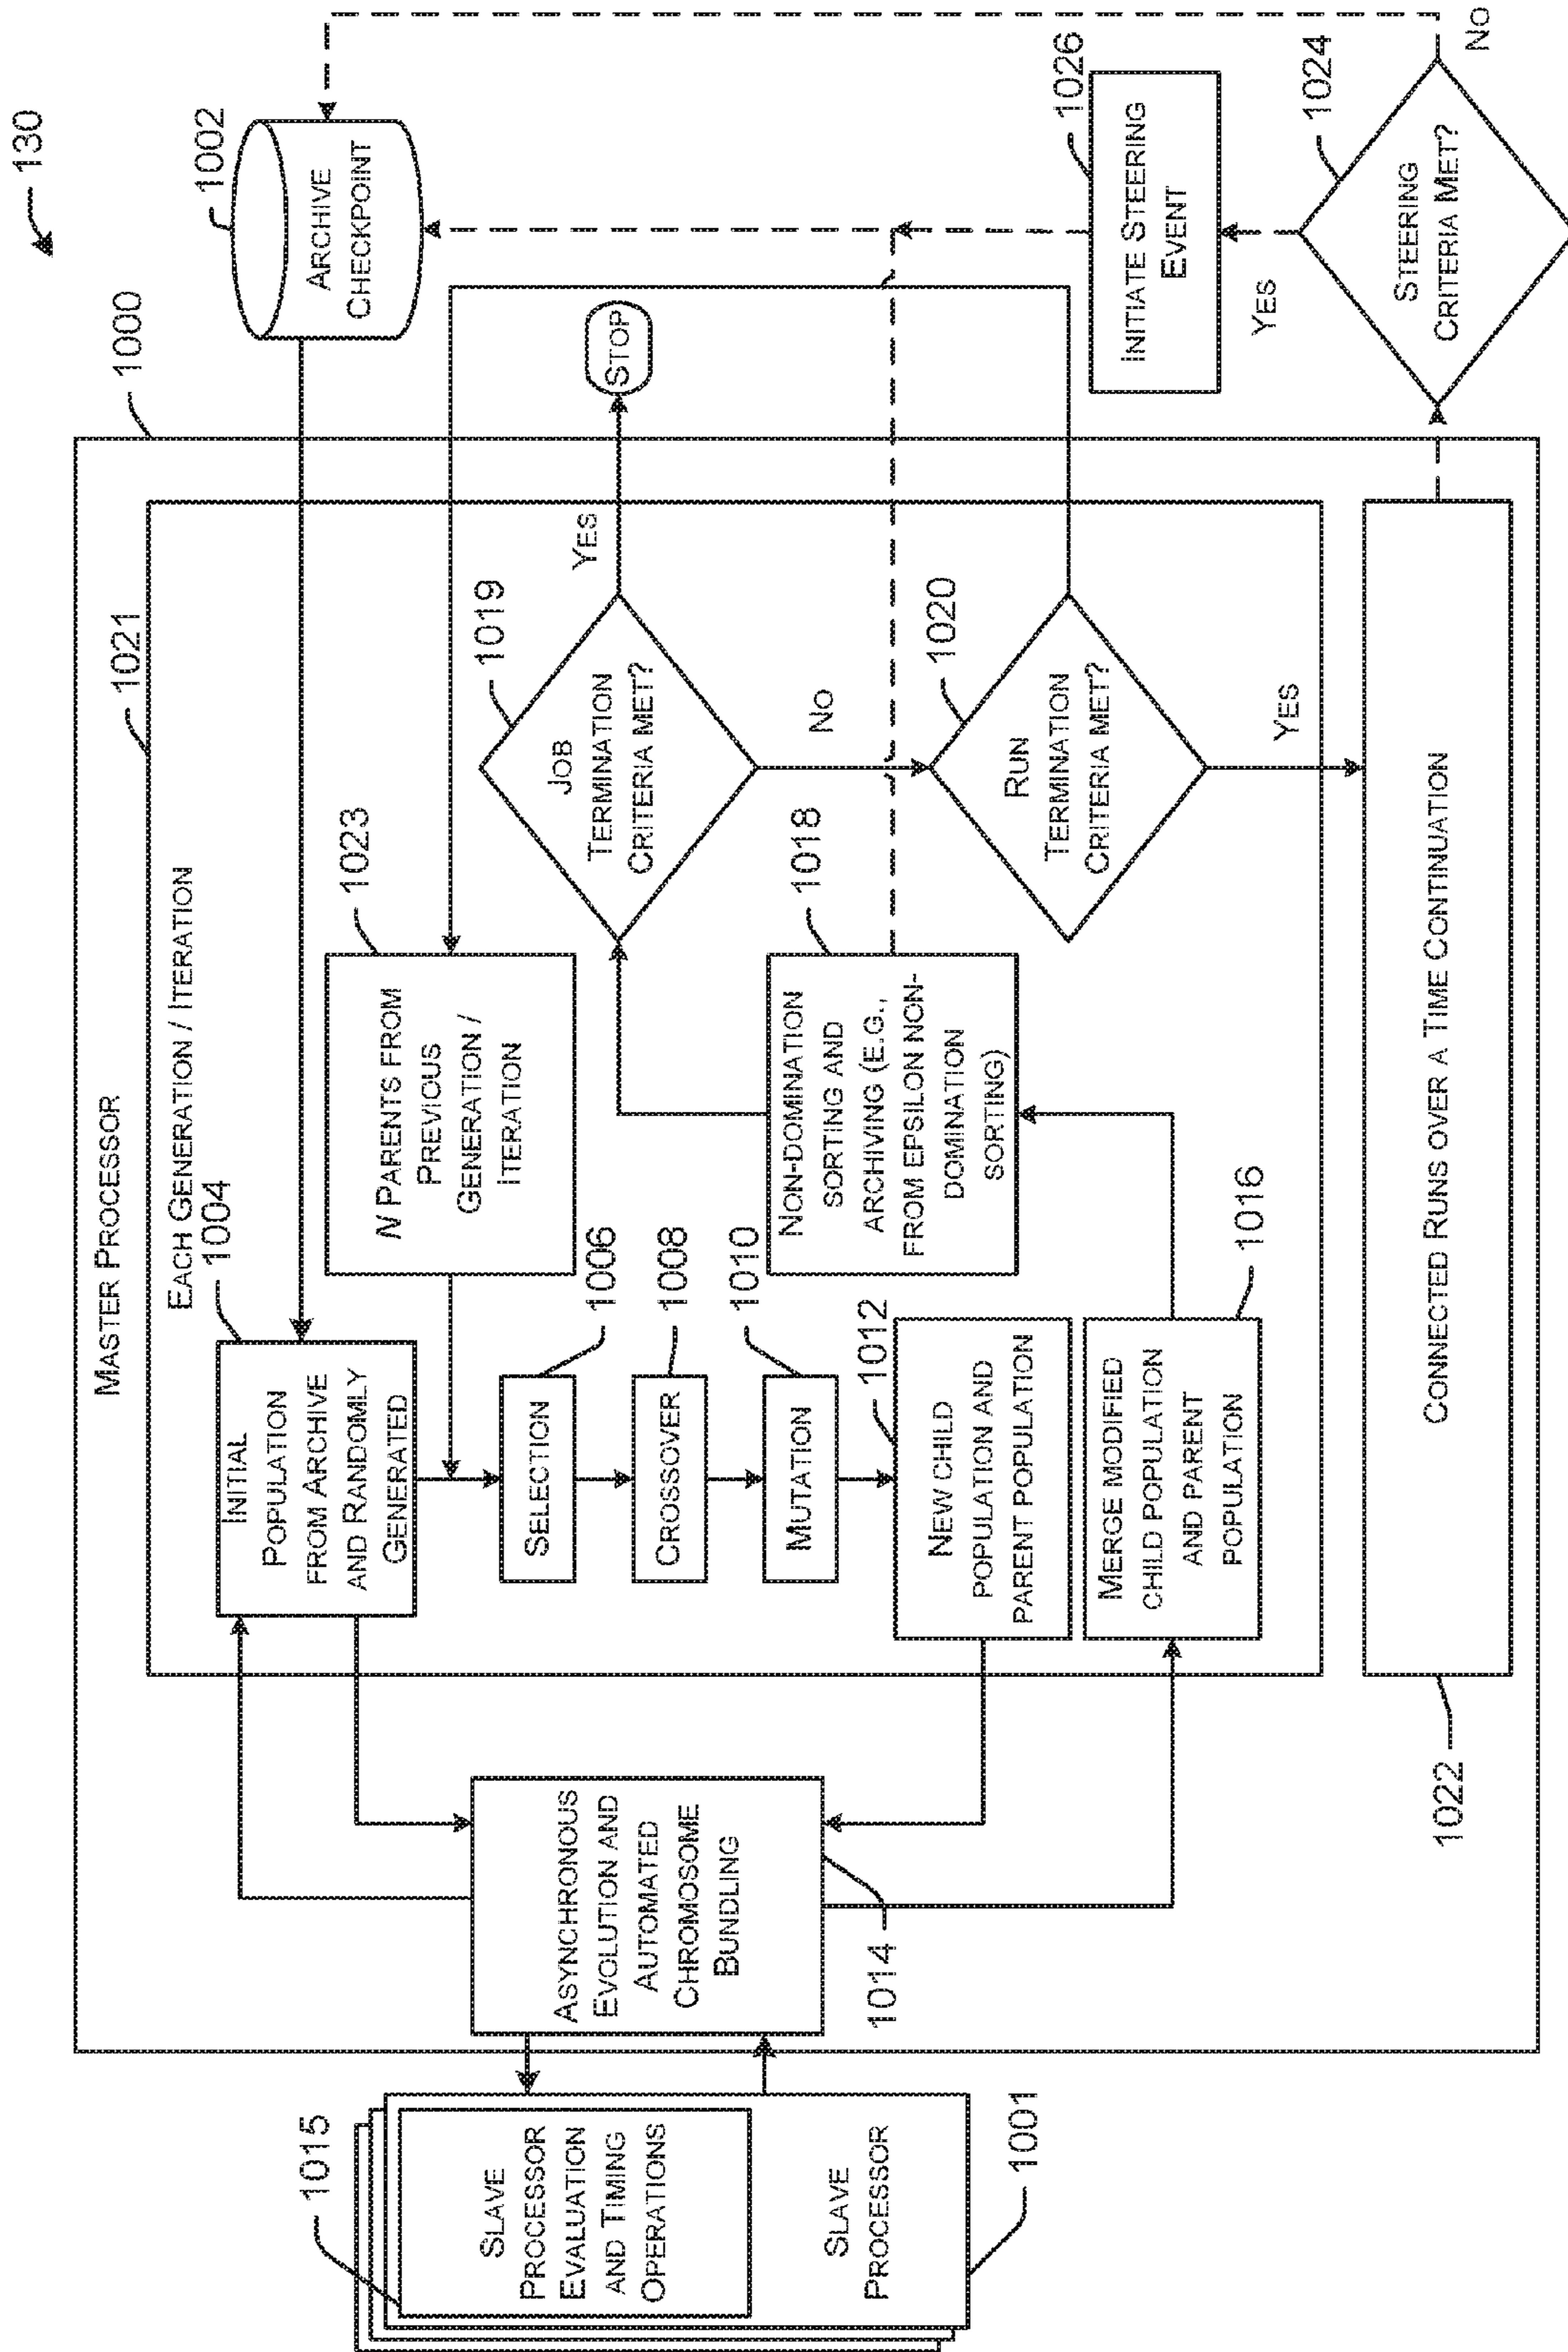 130
MASTER PROCESSOR
1000
EACH GENERATION / ITERATION
1021
1002
ARCHIVE
CHECKPOINT
1004
INITIAL
POPULATION
FROM ARCHIVE
AND RANDOMLY
GENERATED
1023
N PARENTS FROM
PREVIOUS
GENERATION /
ITERATION
SELECTION
1006
CROSSOVER
1008
MUTATION
1010
1012
NEW CHILD
POPULATION AND
PARENT POPULATION
MERGE MODIFIED
CHILD POPULATION
AND PARENT
POPULATION
1016
NON-DOMINATION
SORTING AND
ARCHIVING (E.G.,
FROM EPSILON NON-
DOMINATION
SORTING)
1018
JOB
TERMINATION
CRITERIA MET?
1019
YES
STOP
NO
RUN
TERMINATION
CRITERIA MET?
1020
YES
1015
SLAVE
PROCESSOR
EVALUATION
AND TIMING
OPERATIONS
SLAVE
PROCESSOR
1001
ASYNCHRONOUS
EVOLUTION AND
AUTOMATED
CHROMOSOME
BUNDLING
1014
1022
CONNECTED RUNS OVER A TIME CONTINUATION
INITIATE STEERING
EVENT
1026
YES
STEERING
CRITERIA MET?
1024
NO